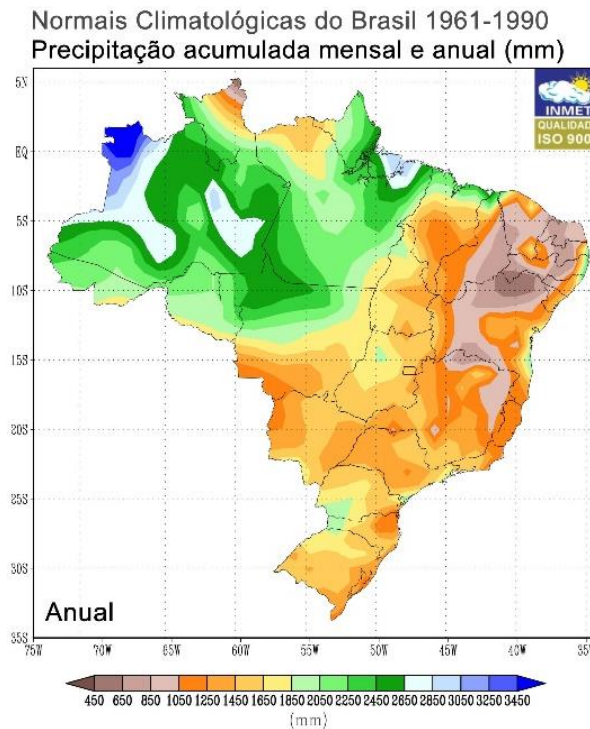 Normais Climatológicas do Brasil 1961-1990
Precipitação acumulada mensal e anual (mm)
INMET
QUALIDAD
ISO 900
5N
EQ
5S
10S
15S
20S
25S
30S
35S
Anual
75W 70W 65W 60W 55W 50W 45W 40W 35W
450 650 850 1050 1250 1450 1650 1850 2050 2250 2450 2650 2850 3050 3250 3450
(mm)